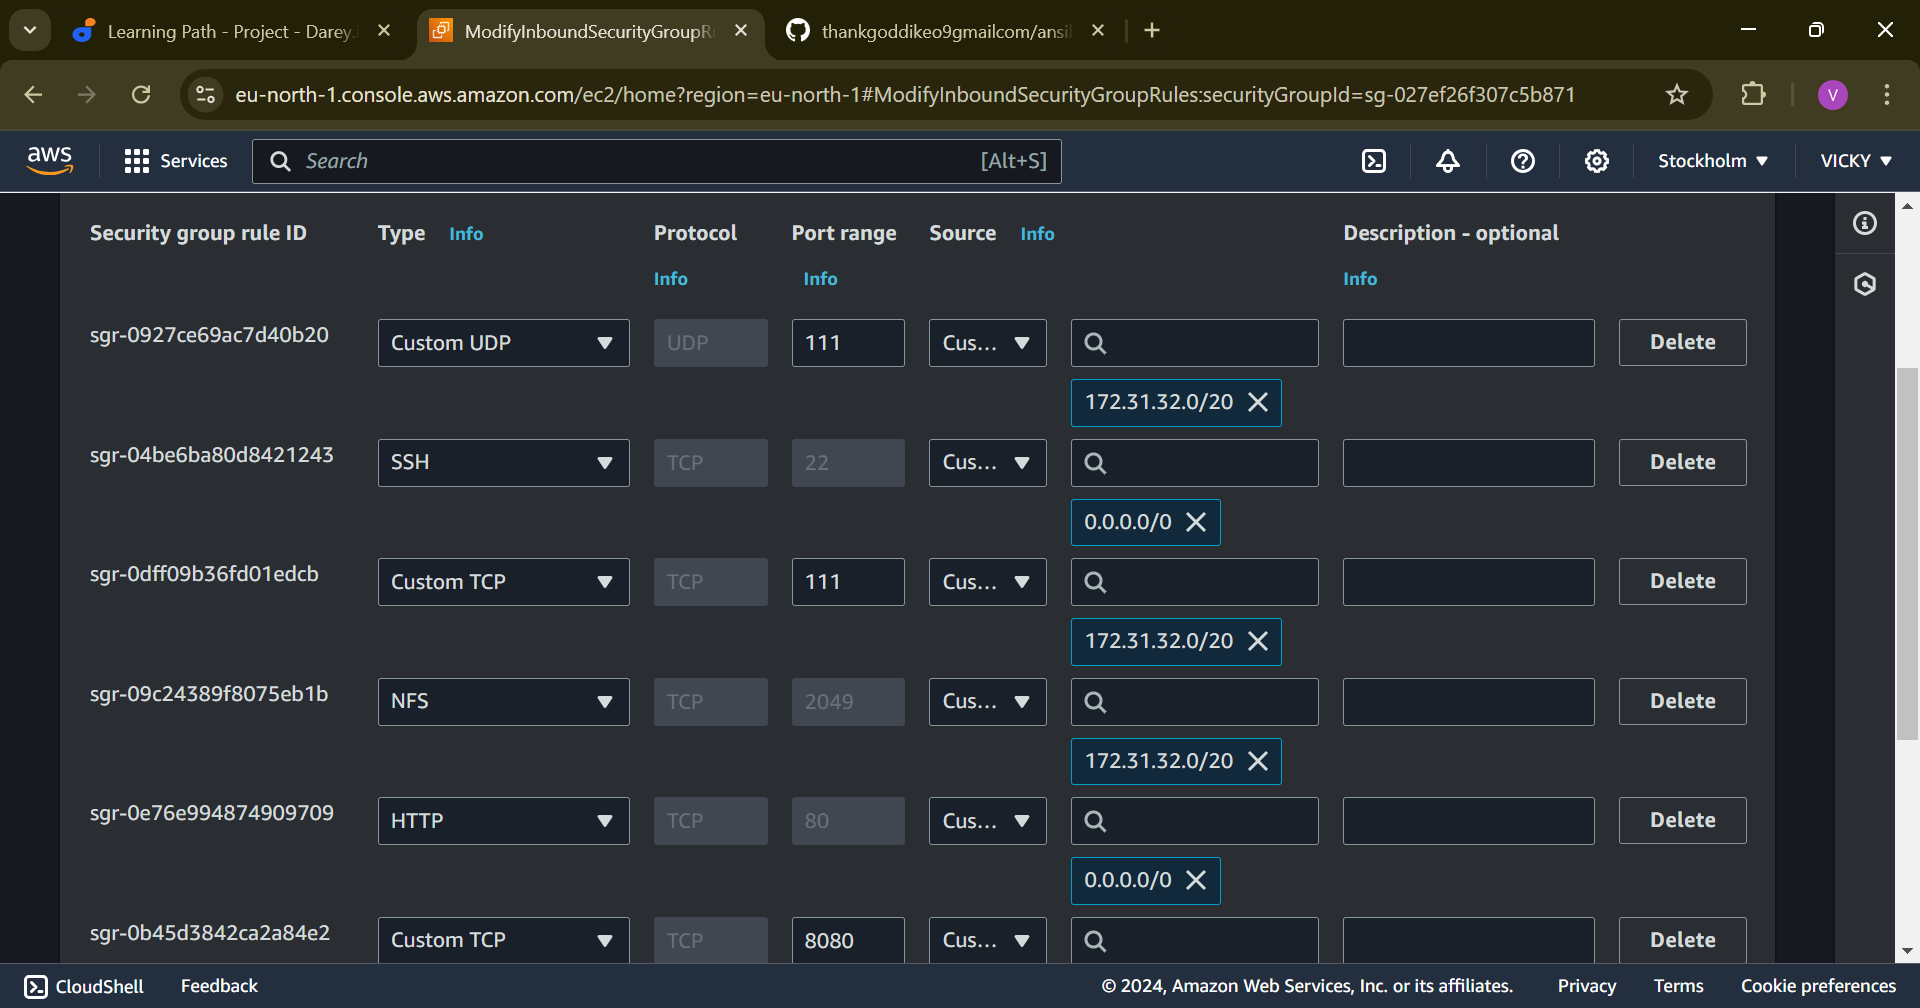 Learning Path - Project - Darey.i
ModifyInboundSecurityGroupR
thankgoddikeo9gmailcom/ansi
eu-north-1.console.aws.amazon.com/ec2/home?region=eu-north-1#ModifyInboundSecurityGroupRules:securityGroupId=sg-027ef26f307c5b871
V
aws Services Search [Alt+S] Stockholm VICKY
Security group rule ID Type Info Protocol Port range Source Info Description - optional
Info Info Info
sgr-0927ce69ac7d40b20 Custom UDP UDP 111 Cus... Delete
172.31.32.0/20
sgr-04be6ba80d8421243 SSH TCP 22 Cus... Delete
0.0.0.0/0
sgr-0dff09b36fd01edcb Custom TCP TCP 111 Cus... Delete
172.31.32.0/20
sgr-09c24389f8075eb1b NFS TCP 2049 Cus... Delete
172.31.32.0/20
sgr-0e76e994874909709 HTTP TCP 80 Cus... Delete
0.0.0.0/0
sgr-0b45d3842ca2a84e2 Custom TCP TCP 8080 Cus... Delete
CloudShell Feedback © 2024, Amazon Web Services, Inc. or its affiliates. Privacy Terms Cookie preferences